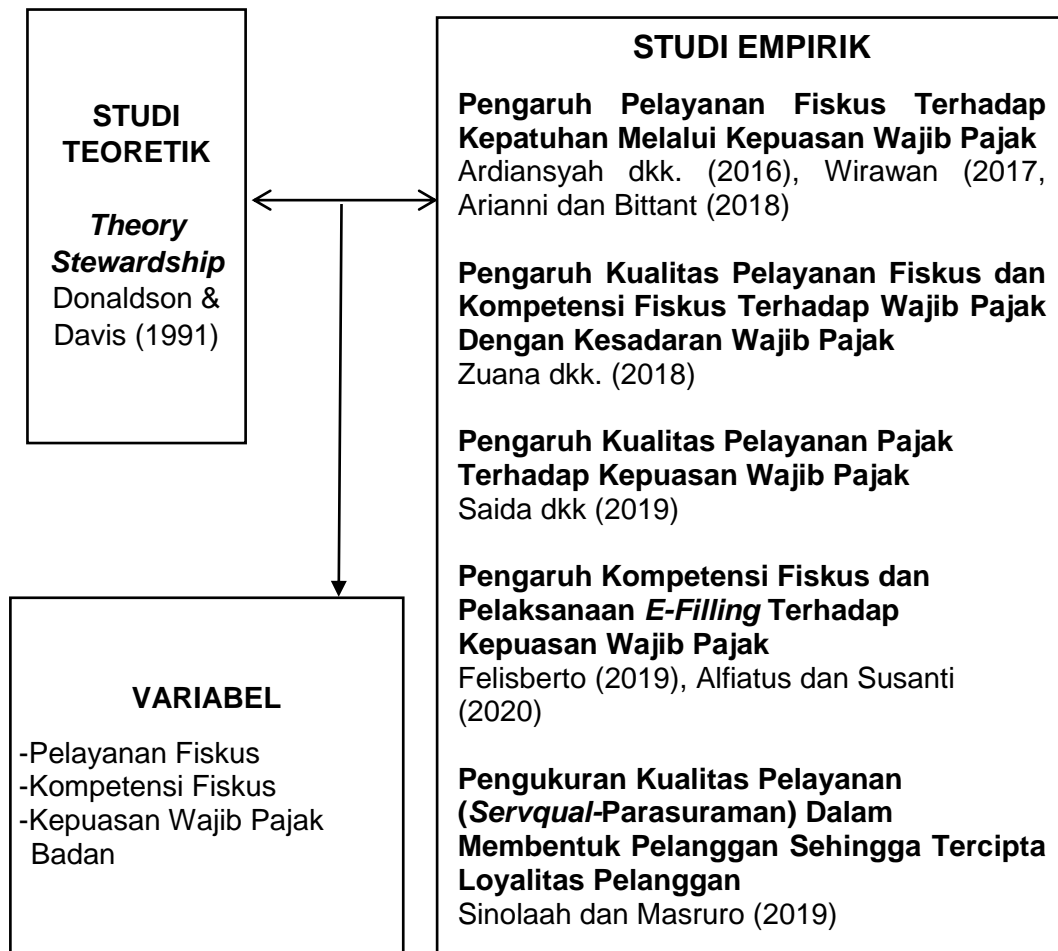 STUDI
TEORETIK
Theory
Stewardship
Donaldson &
Davis (1991)
STUDI EMPIRIK
Pengaruh Pelayanan Fiskus Terhadap
Kepatuhan Melalui Kepuasan Wajib Pajak
Ardiansyah dkk. (2016), Wirawan (2017,
Arianni dan Bittant (2018)
Pengaruh Kualitas Pelayanan Fiskus dan
Kompetensi Fiskus Terhadap Wajib Pajak
Dengan Kesadaran Wajib Pajak
Zuana dkk. (2018)
Pengaruh Kualitas Pelayanan Pajak
Terhadap Kepuasan Wajib Pajak
Saida dkk (2019)
Pengaruh Kompetensi Fiskus dan
Pelaksanaan E-Filling Terhadap
Kepuasan Wajib Pajak
Felisberto (2019), Alfiatus dan Susanti
(2020)
Pengukuran Kualitas Pelayanan
(Servqual-Parasuraman) Dalam
Membentuk Pelanggan Sehingga Tercipta
Loyalitas Pelanggan
Sinolaah dan Masruro (2019)
VARIABEL
-Pelayanan Fiskus
-Kompetensi Fiskus
-Kepuasan Wajib Pajak
Badan